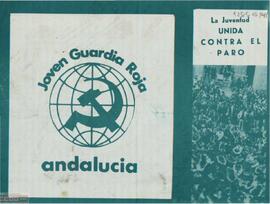 Joven Guardia Roja
andalucia
La Juventud
UNIDA
CONTRA EL
PARO